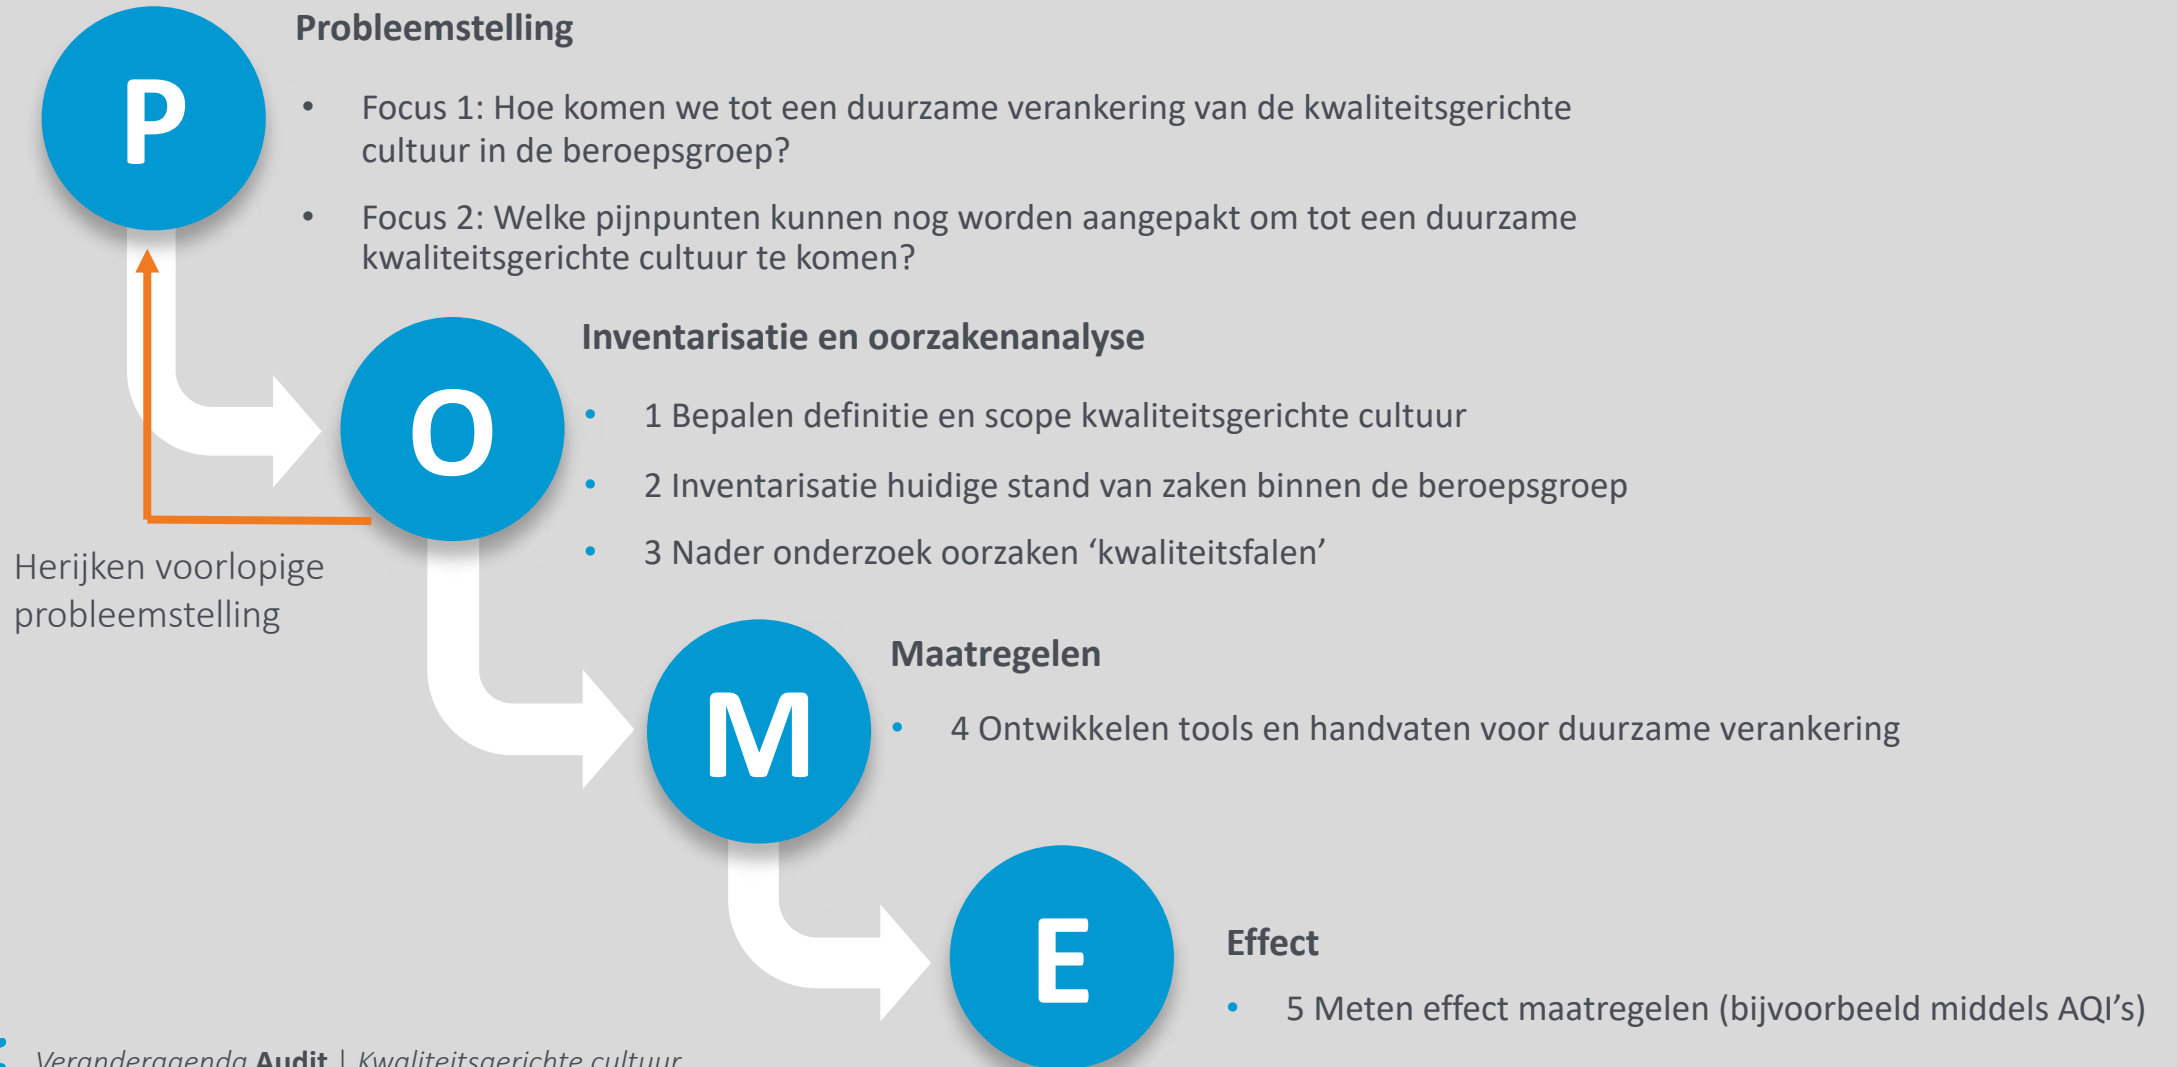 P
Probleemstelling
• Focus 1: Hoe komen we tot een duurzame verankering van de kwaliteitsgerichte
cultuur in de beroepsgroep?
• Focus 2: Welke pijnpunten kunnen nog worden aangepakt om tot een duurzame
kwaliteitsgerichte cultuur te komen?
O
Inventarisatie en oorzakenanalyse
• 1 Bepalen definitie en scope kwaliteitsgerichte cultuur
• 2 Inventarisatie huidige stand van zaken binnen de beroepsgroep
• 3 Nader onderzoek oorzaken ‘kwaliteitsfalen’
Herijken voorlopige
probleemstelling
M
Maatregelen
• 4 Ontwikkelen tools en handvaten voor duurzame verankering
E
Effect
• 5 Meten effect maatregelen (bijvoorbeeld middels AQI’s)
Veranderagenda Audit | Kwaliteitsgerichte cultuur